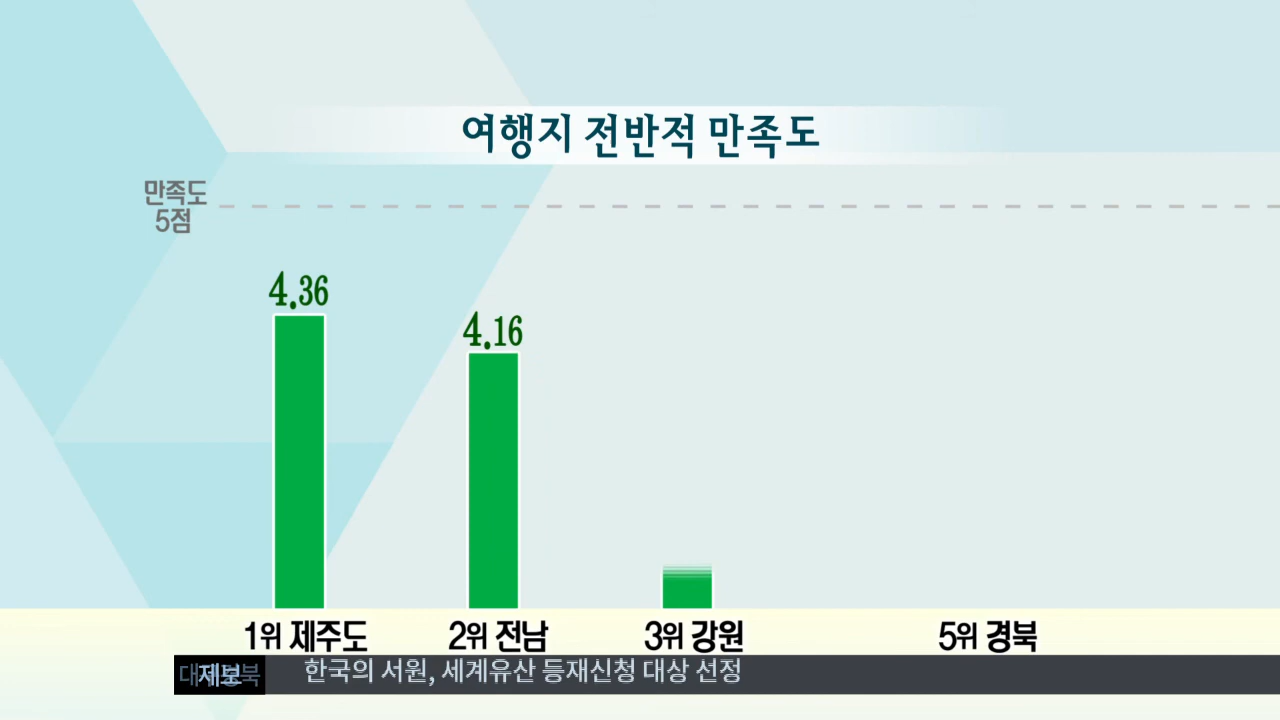 여행지 전반적 만족도
만족도
5점
4.36
4.16
1위 제주도
2위 전남
3위 강원
5위 경북
제보
한국의 서원, 세계유산 등재신청 대상 선정